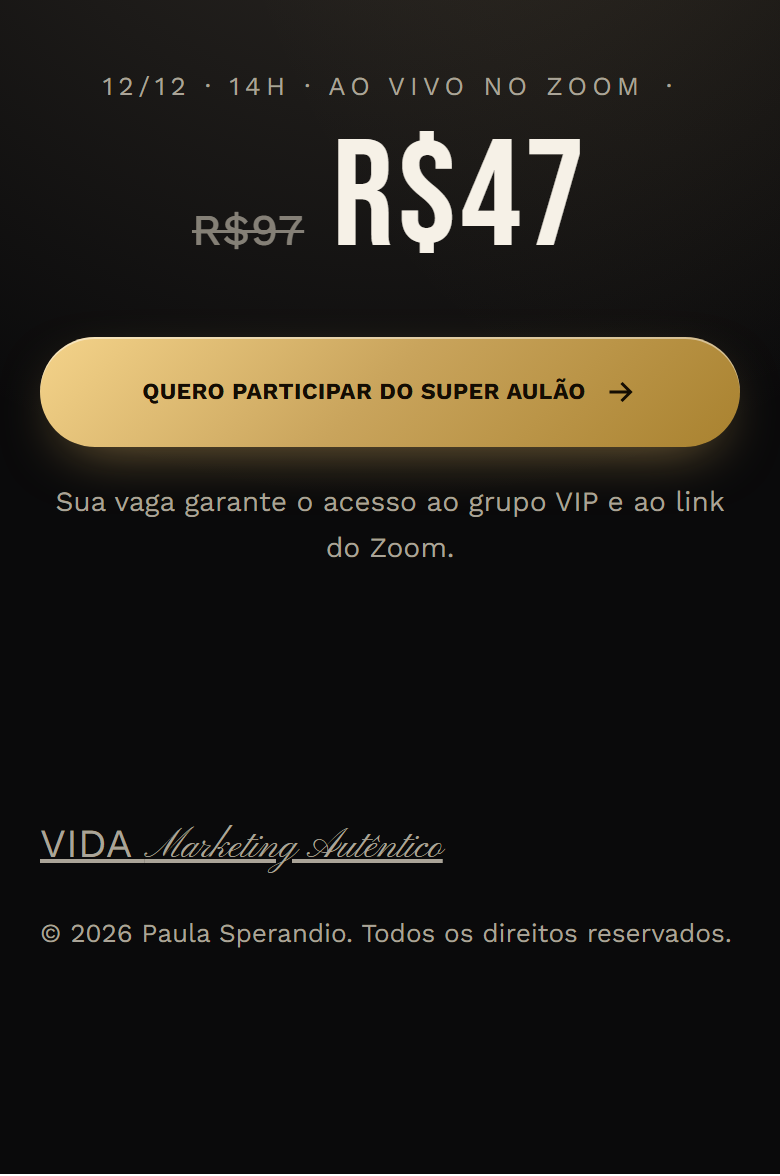 12/12 · 14H · AO VIVO NO ZOOM ·
R$97 R$47
QUERO PARTICIPAR DO SUPER AULÃO →
Sua vaga garante o acesso ao grupo VIP e ao link
do Zoom.
VIDA Marketing Autêntico
© 2026 Paula Sperandio. Todos os direitos reservados.